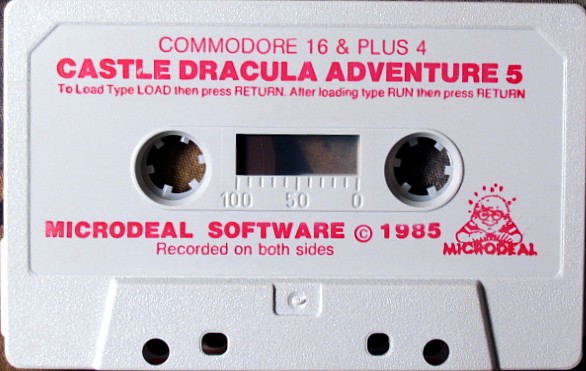 COMMODORE 16 & PLUS 4
CASTLE DRACULA ADVENTURE 5
To Load Type LOAD then press RETURN. After loading type RUN then press RETURN
100 50 0
MICRODEAL SOFTWARE © 1985
Recorded on both sides
MICRODEAL